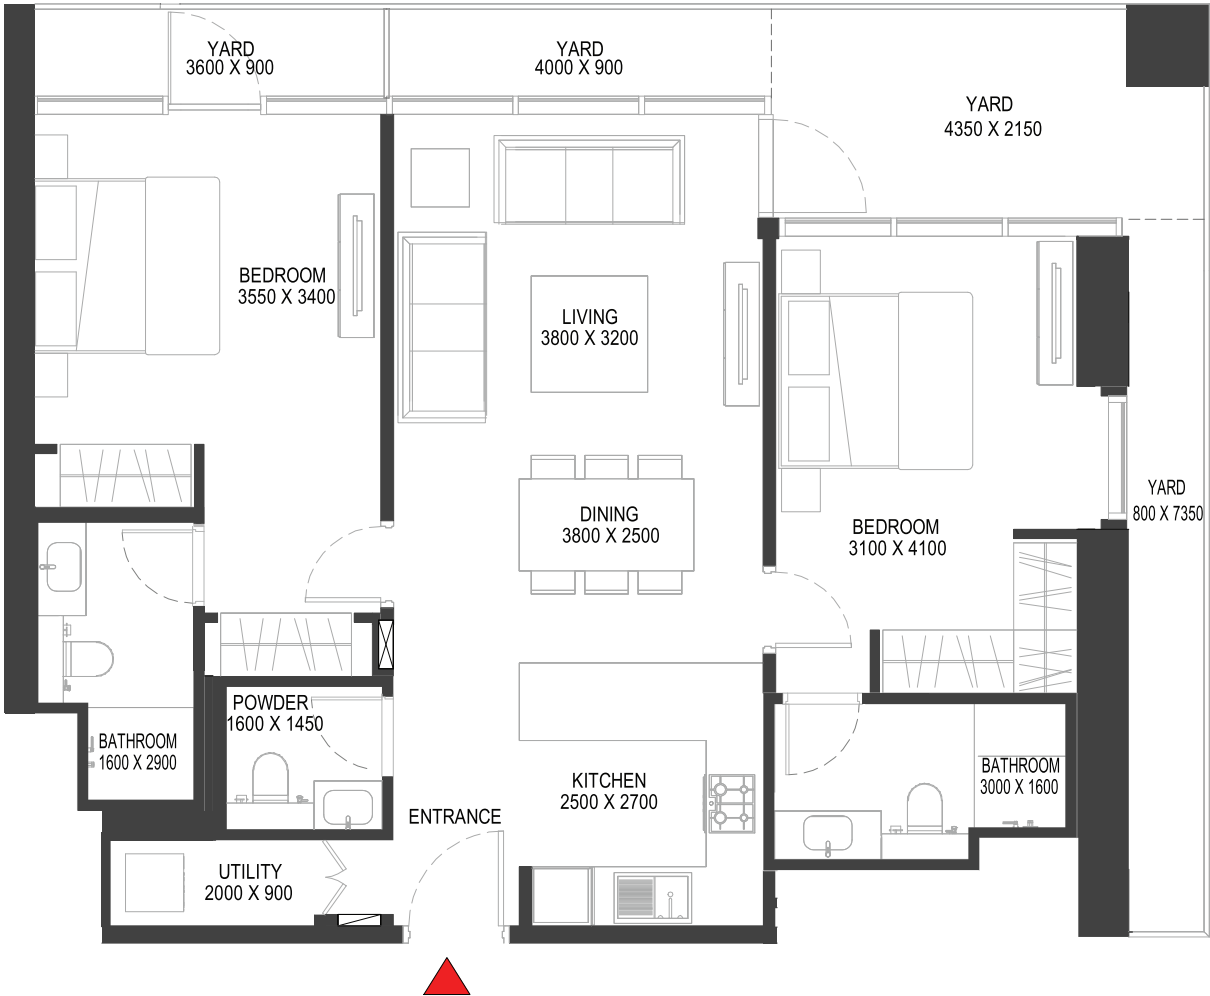 YARD
3600 X 900
YARD
4000 X 900
YARD
4350 X 2150
BEDROOM
3550 X 3400
LIVING
3800 X 3200
DINING
3800 X 2500
BEDROOM
3100 X 4100
YARD
800 X 7350
POWDER
1600 X 1450
BATHROOM
1600 X 2900
KITCHEN
2500 X 2700
BATHROOM
3000 X 1600
ENTRANCE
UTILITY
2000 X 900